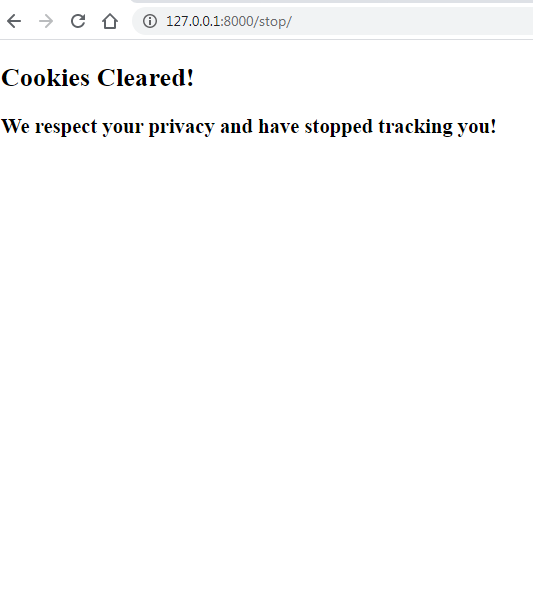 127.0.0.1:8000/stop/
Cookies Cleared!
We respect your privacy and have stopped tracking you!